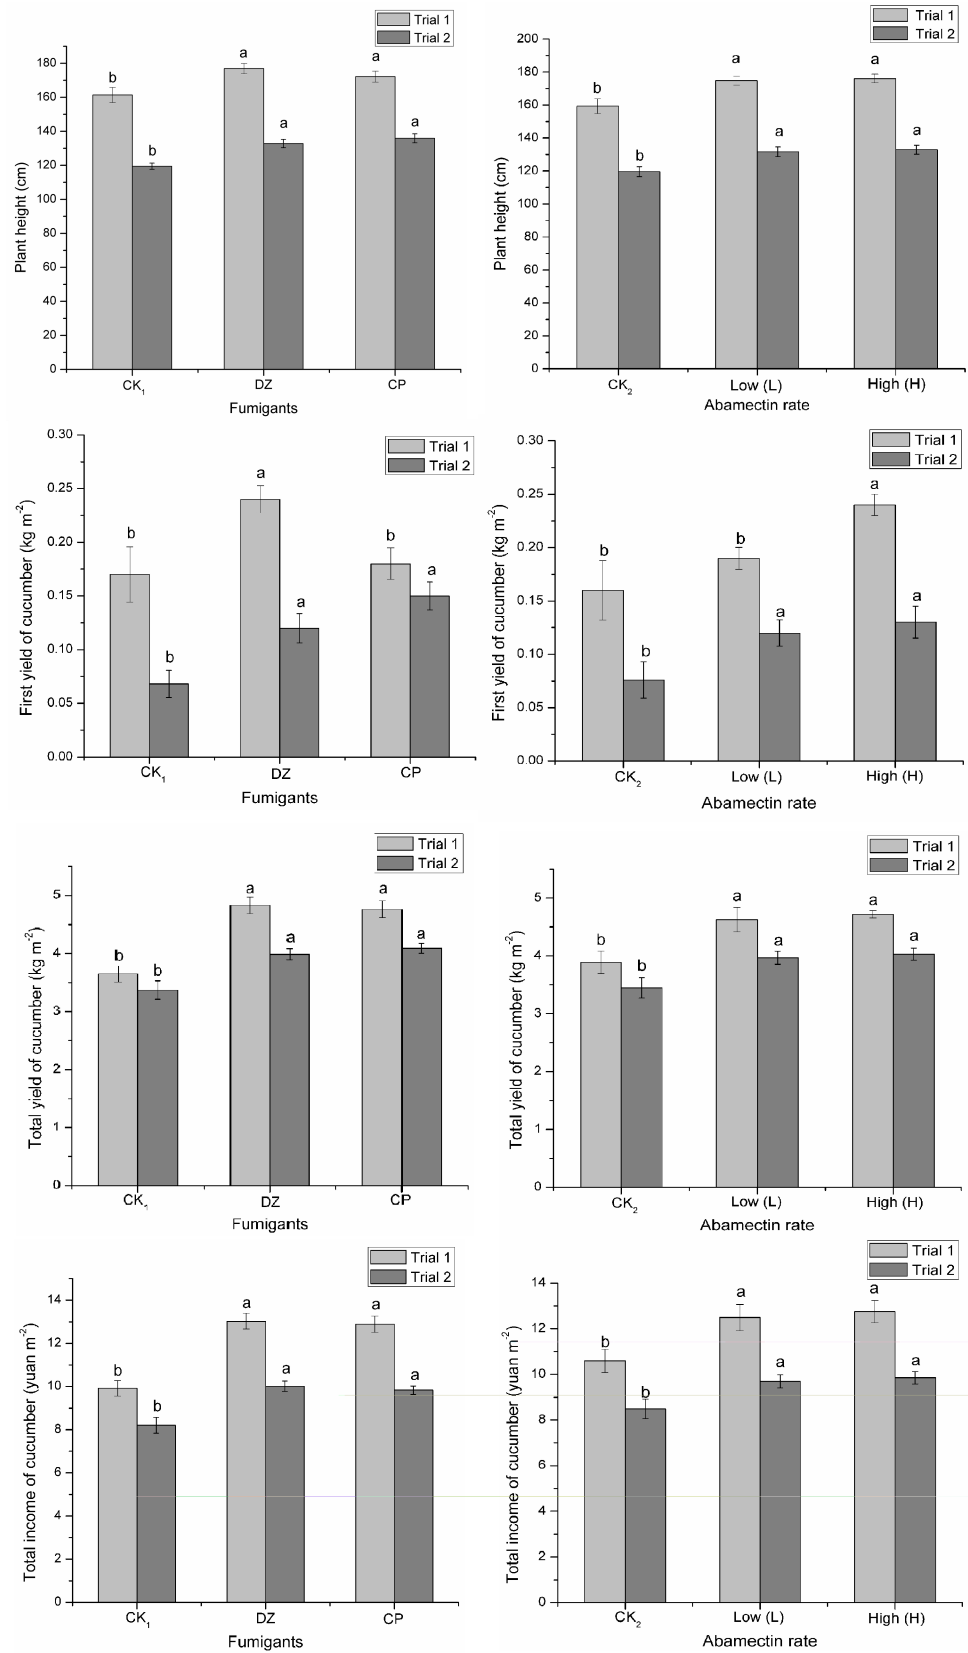 Trial 1
Trial 2
Plant height (cm)
180
160
140
120
100
80
60
40
20
0
b
b
a
a
a
a
CK1
DZ
CP
Fumigants
Trial 1
Trial 2
Plant height (cm)
200
180
160
140
120
100
80
60
40
20
0
b
b
a
a
a
a
CK2
Low (L)
High (H)
Abamectin rate
Trial 1
Trial 2
First yield of cucumber (kg m-2)
0.30
0.25
0.20
0.15
0.10
0.05
0.00
b
b
a
a
b
a
CK1
DZ
CP
Fumigants
Trial 1
Trial 2
First yield of cucumber (kg m-2)
0.30
0.25
0.20
0.15
0.10
0.05
0.00
b
b
b
a
a
a
CK2
Low (L)
High (H)
Abamectin rate
Trial 1
Trial 2
Total yield of cucumber (kg m-2)
5
4
3
2
1
0
b
b
a
a
a
a
CK1
DZ
CP
Fumigants
Trial 1
Trial 2
Total yield of cucumber (kg m-2)
5
4
3
2
1
0
b
b
a
a
a
a
CK2
Low (L)
High (H)
Abamectin rate
Trial 1
Trial 2
Total income of cucumber (yuan m-2)
14
12
10
8
6
4
2
0
b
b
a
a
a
a
CK1
DZ
CP
Fumigants
Trial 1
Trial 2
Total income of cucumber (yuan m-2)
14
12
10
8
6
4
2
0
b
b
a
a
a
a
CK2
Low (L)
High (H)
Abamectin rate